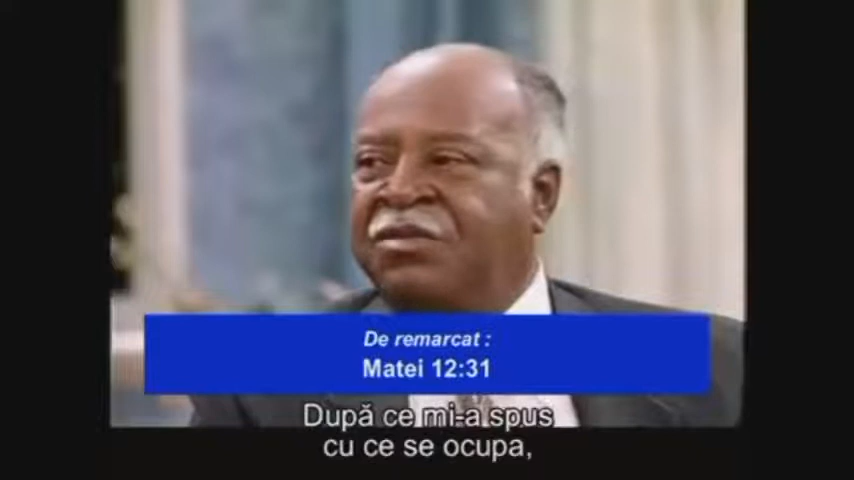 De remarcat :
Matei 12:31
După ce mi-a spus
cu ce se ocupa,